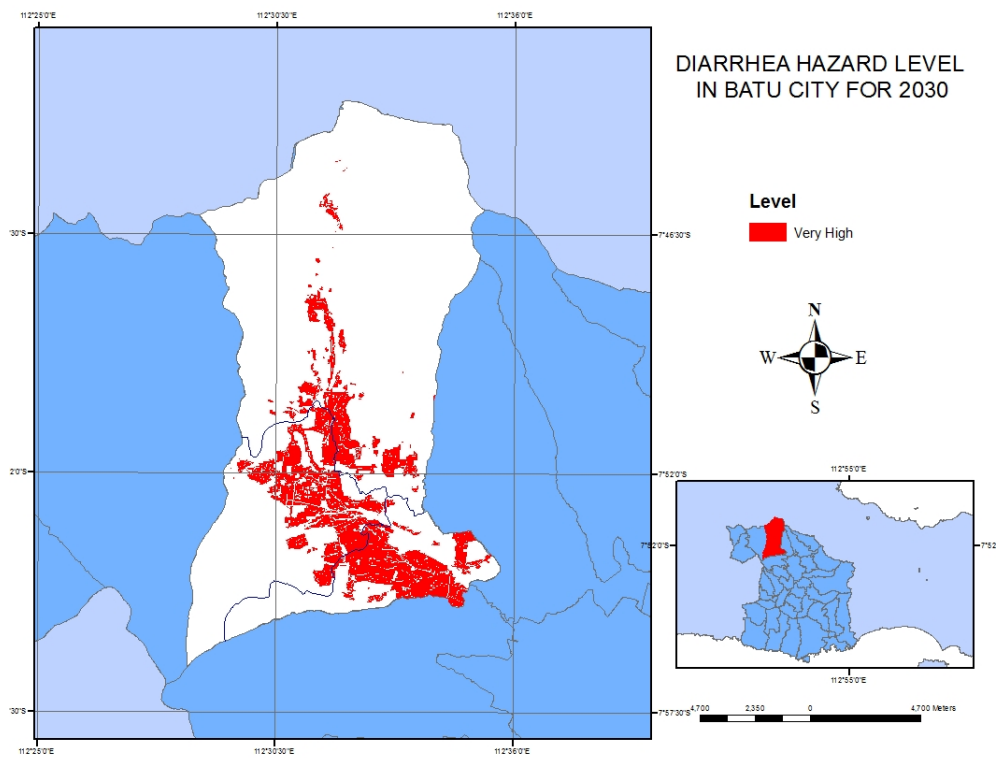 112°25'0"E 112°30'30"E 112°36'0"E
DIARRHEA HAZARD LEVEL
IN BATU CITY FOR 2030
Level
Very High
'30"S 7°46'30"S
N
W E
S
2'0"S 7°52'0"S
112°55'0"E
7°52'0"S 7°52
112°55'0"E
'30"S 7°57'30"S
4,700 2,350 0 4,700 Meters
112°25'0"E 112°30'30"E 112°36'0"E